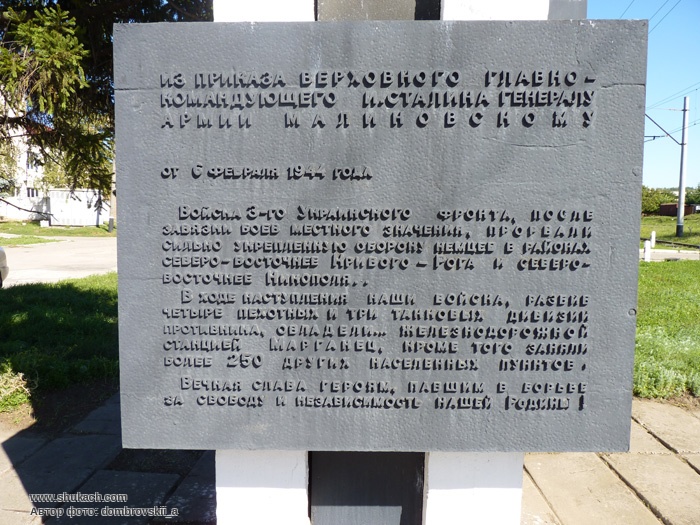 ИЗ ПРИКАЗА ВЕРХОВНОГО ГЛАВНО-
КОМАНДУЮЩЕГО И.СТАЛИНА ГЕНЕРАЛУ
АРМИИ МАЛИНОВСКОМУ
от 6 ФЕВРАЛЯ 1944 ГОДА
Войска 3-го Украинского фронта, после
завязи боев местного значения, прорвали
сильно укрепленную оборону немцев в районах
северо-восточнее Кривого-Рога и северо-
восточнее Никополя..
В ходе наступления наши войска, разбив
четыре пехотных и три танковых дивизии
противника, овладели... железнодорожной
станцией Марганец, кроме того заняли
более 250 других населенных пунктов.
Вечная слава героям, павшим в борьбе
за свободу и независимость нашей Родины!
www.shukach.com
Автор фото: dombrovskii_a